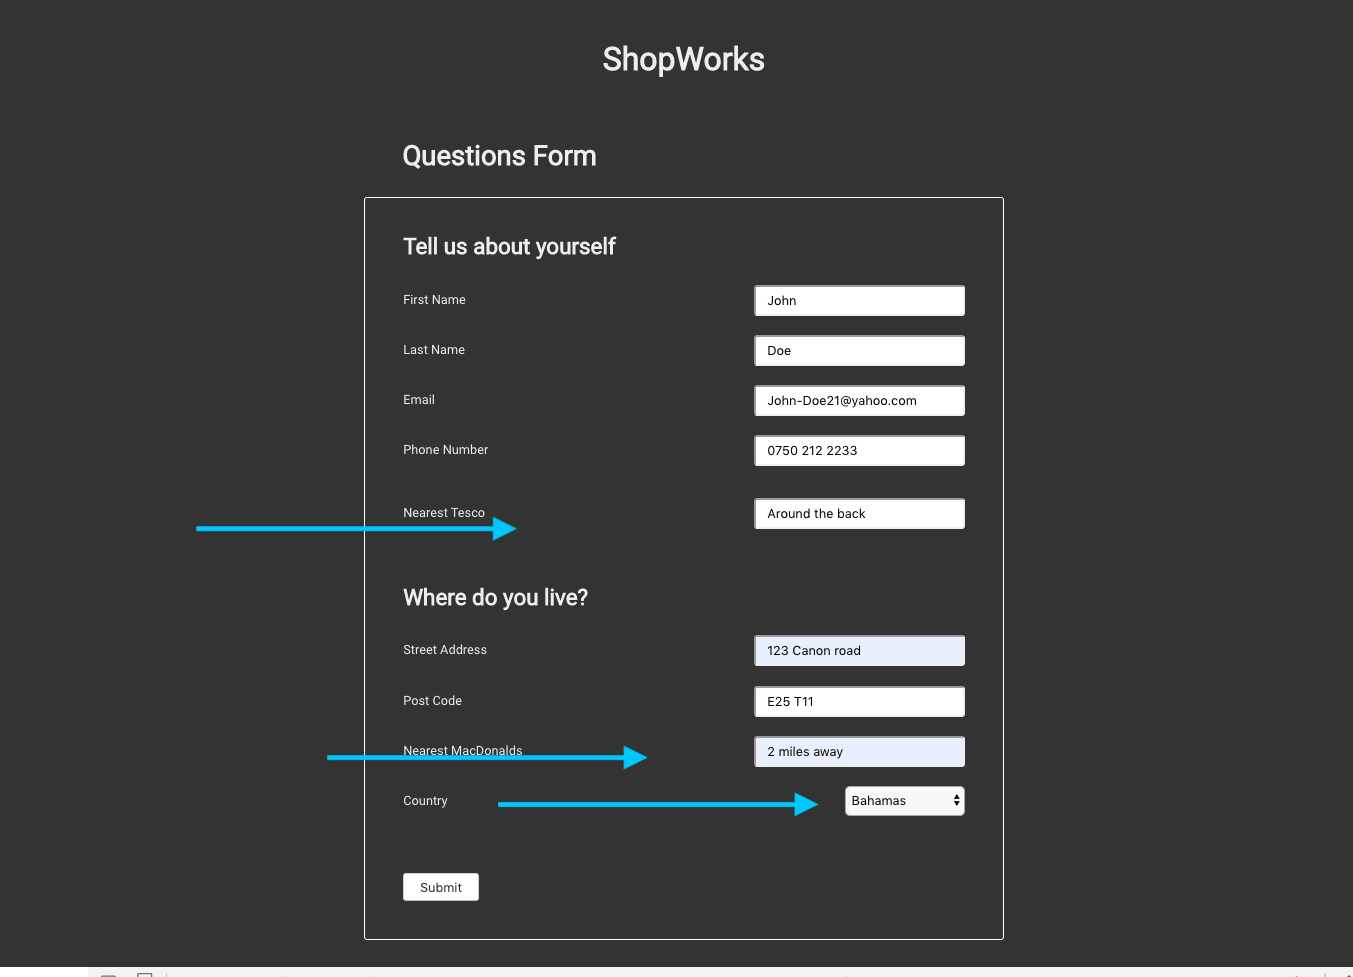 ShopWorks
Questions Form
Tell us about yourself
First Name John
Last Name Doe
Email John-Doe21@yahoo.com
Phone Number 0750 212 2233
Nearest Tesco Around the back
Where do you live?
Street Address 123 Canon road
Post Code E25 T11
Nearest MacDonalds 2 miles away
Country Bahamas
Submit